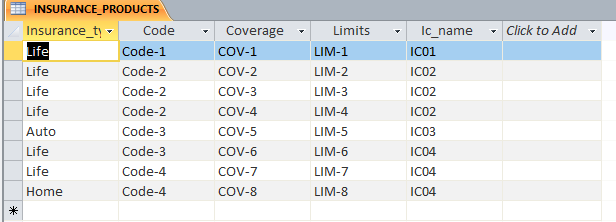 INSURANCE_PRODUCTS
Insurance_ty Code Coverage Limits Ic_name Click to Add
Life Code-1 COV-1 LIM-1 IC01
Life Code-2 COV-2 LIM-2 IC02
Life Code-2 COV-3 LIM-3 IC02
Life Code-2 COV-4 LIM-4 IC02
Auto Code-3 COV-5 LIM-5 IC03
Life Code-3 COV-6 LIM-6 IC04
Life Code-4 COV-7 LIM-7 IC04
Home Code-4 COV-8 LIM-8 IC04